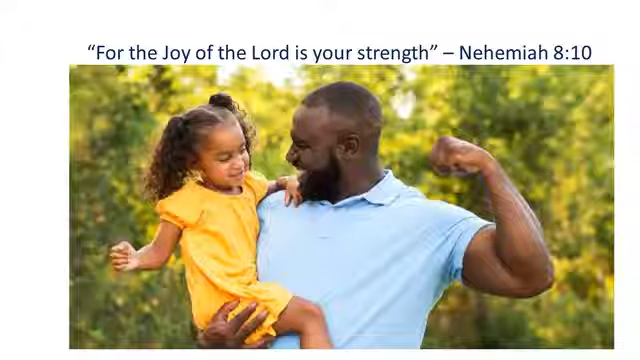 “For the Joy of the Lord is your strength” – Nehemiah 8:10